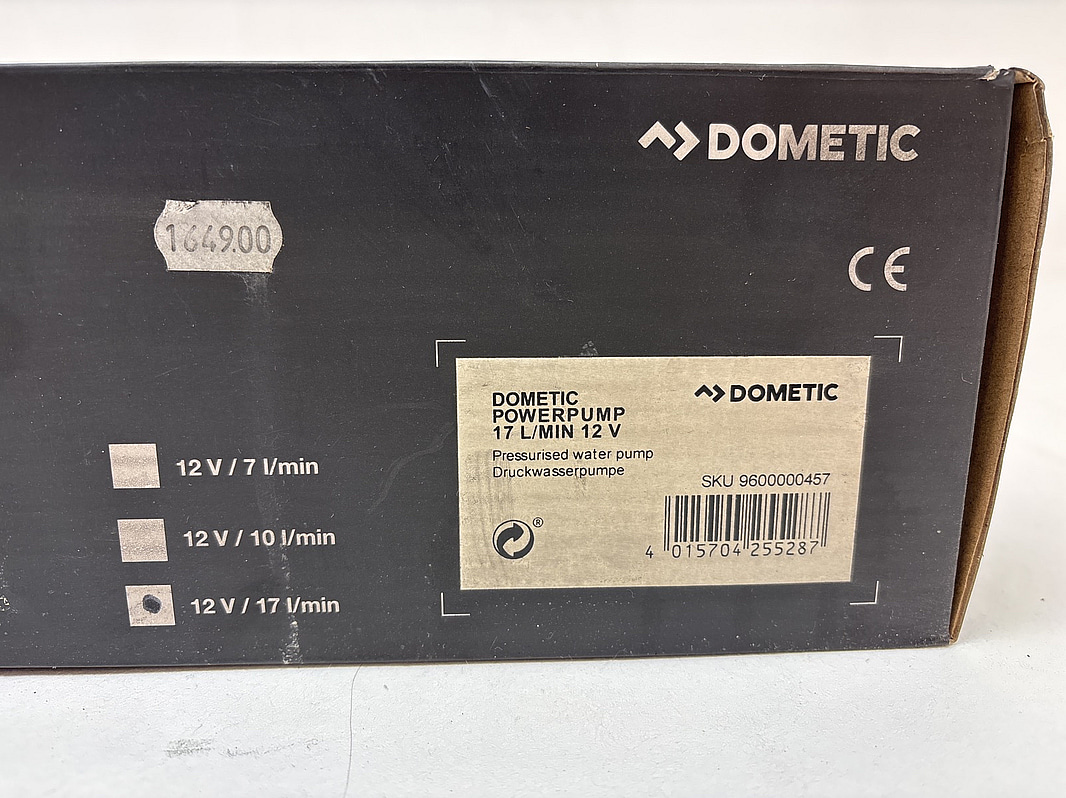 DOMETIC
1649.00
CE
DOMETIC
POWERPUMP
17 L/MIN 12 V
DOMETIC
Pressurised water pump
Druckwasserpumpe
SKU 9600000457
®
4 015704 255287
12 V / 7 l/min
12 V / 10 l/min
12 V / 17 l/min